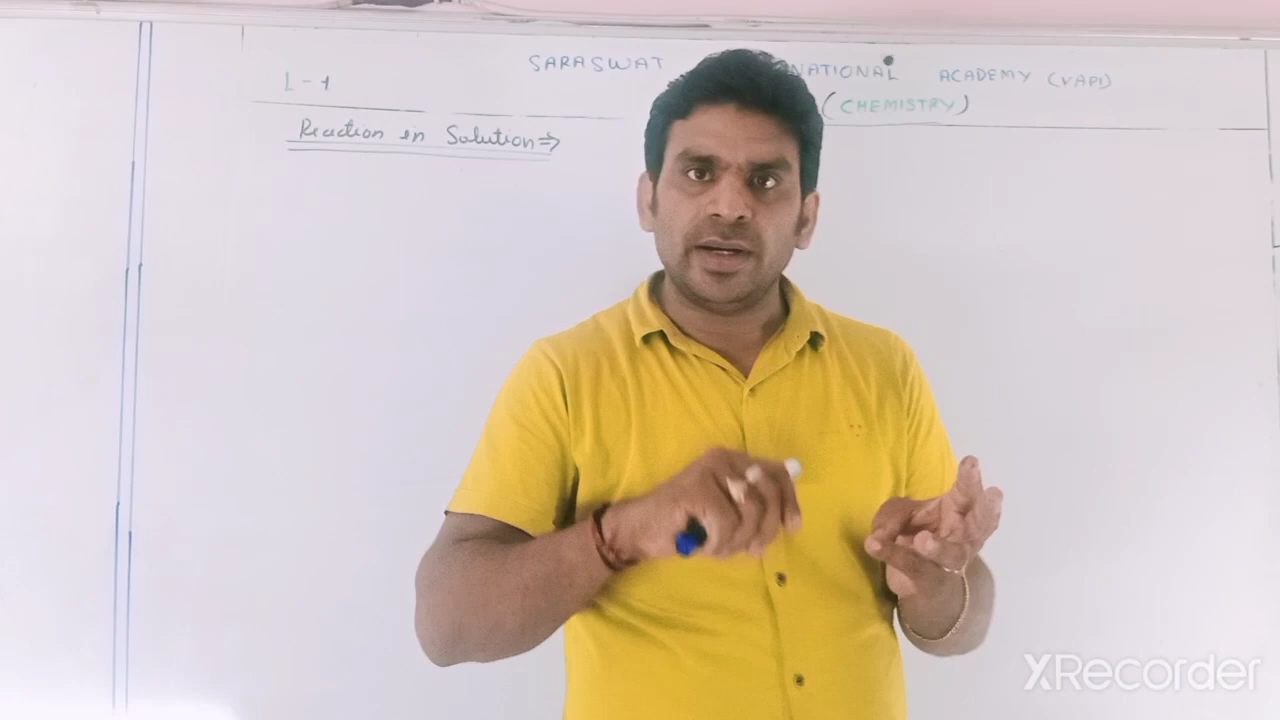 SARASWAT NATIONAL ACADEMY (VAPI)
L-1
(CHEMISTRY)
Reaction in Solution ⇒
XRecorder